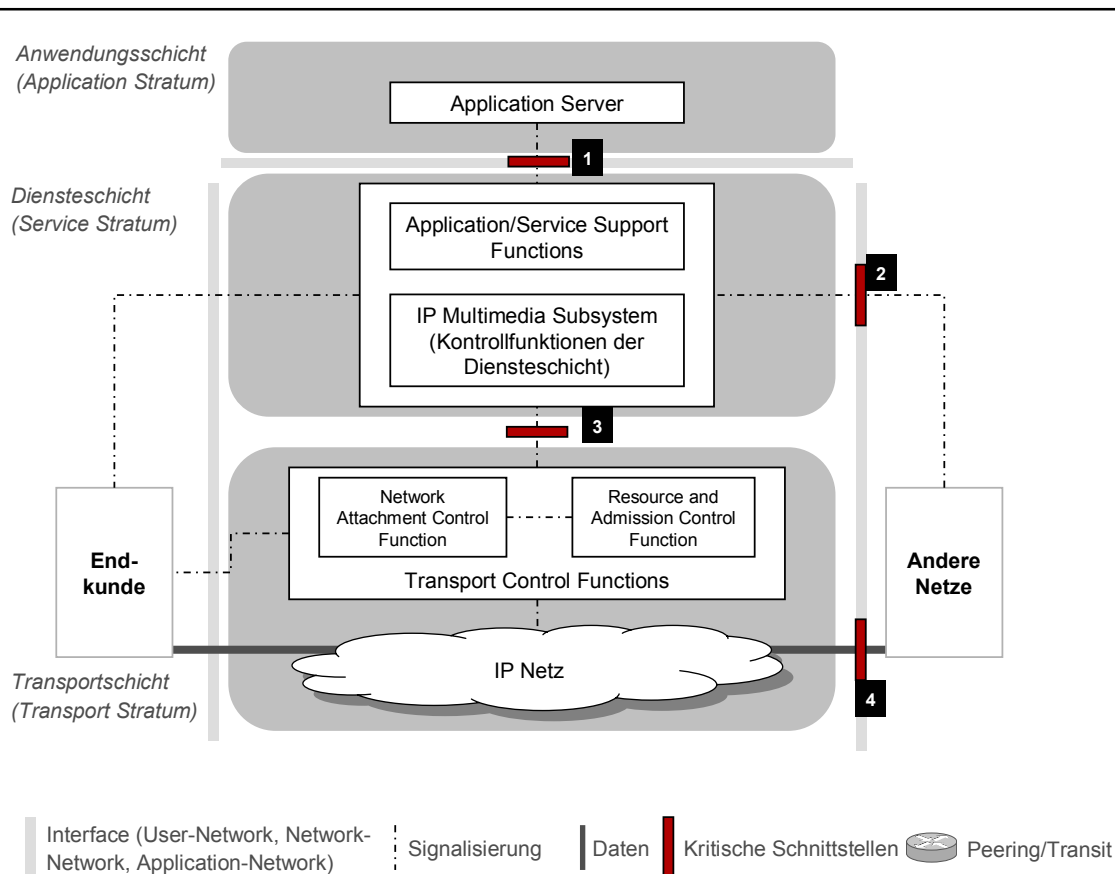 Anwendungsschicht
(Application Stratum)
Application Server
1
Diensteschicht
(Service Stratum)
Application/Service Support
Functions
2
IP Multimedia Subsystem
(Kontrollfunktionen der
Diensteschicht)
3
Network
Attachment Control
Function
Resource and
Admission Control
Function
Transport Control Functions
End-
kunde
Andere
Netze
IP Netz
Transportschicht
(Transport Stratum)
4
Interface (User-Network, Network-
Network, Application-Network)
Signalisierung
Daten
Kritische Schnittstellen
Peering/Transit